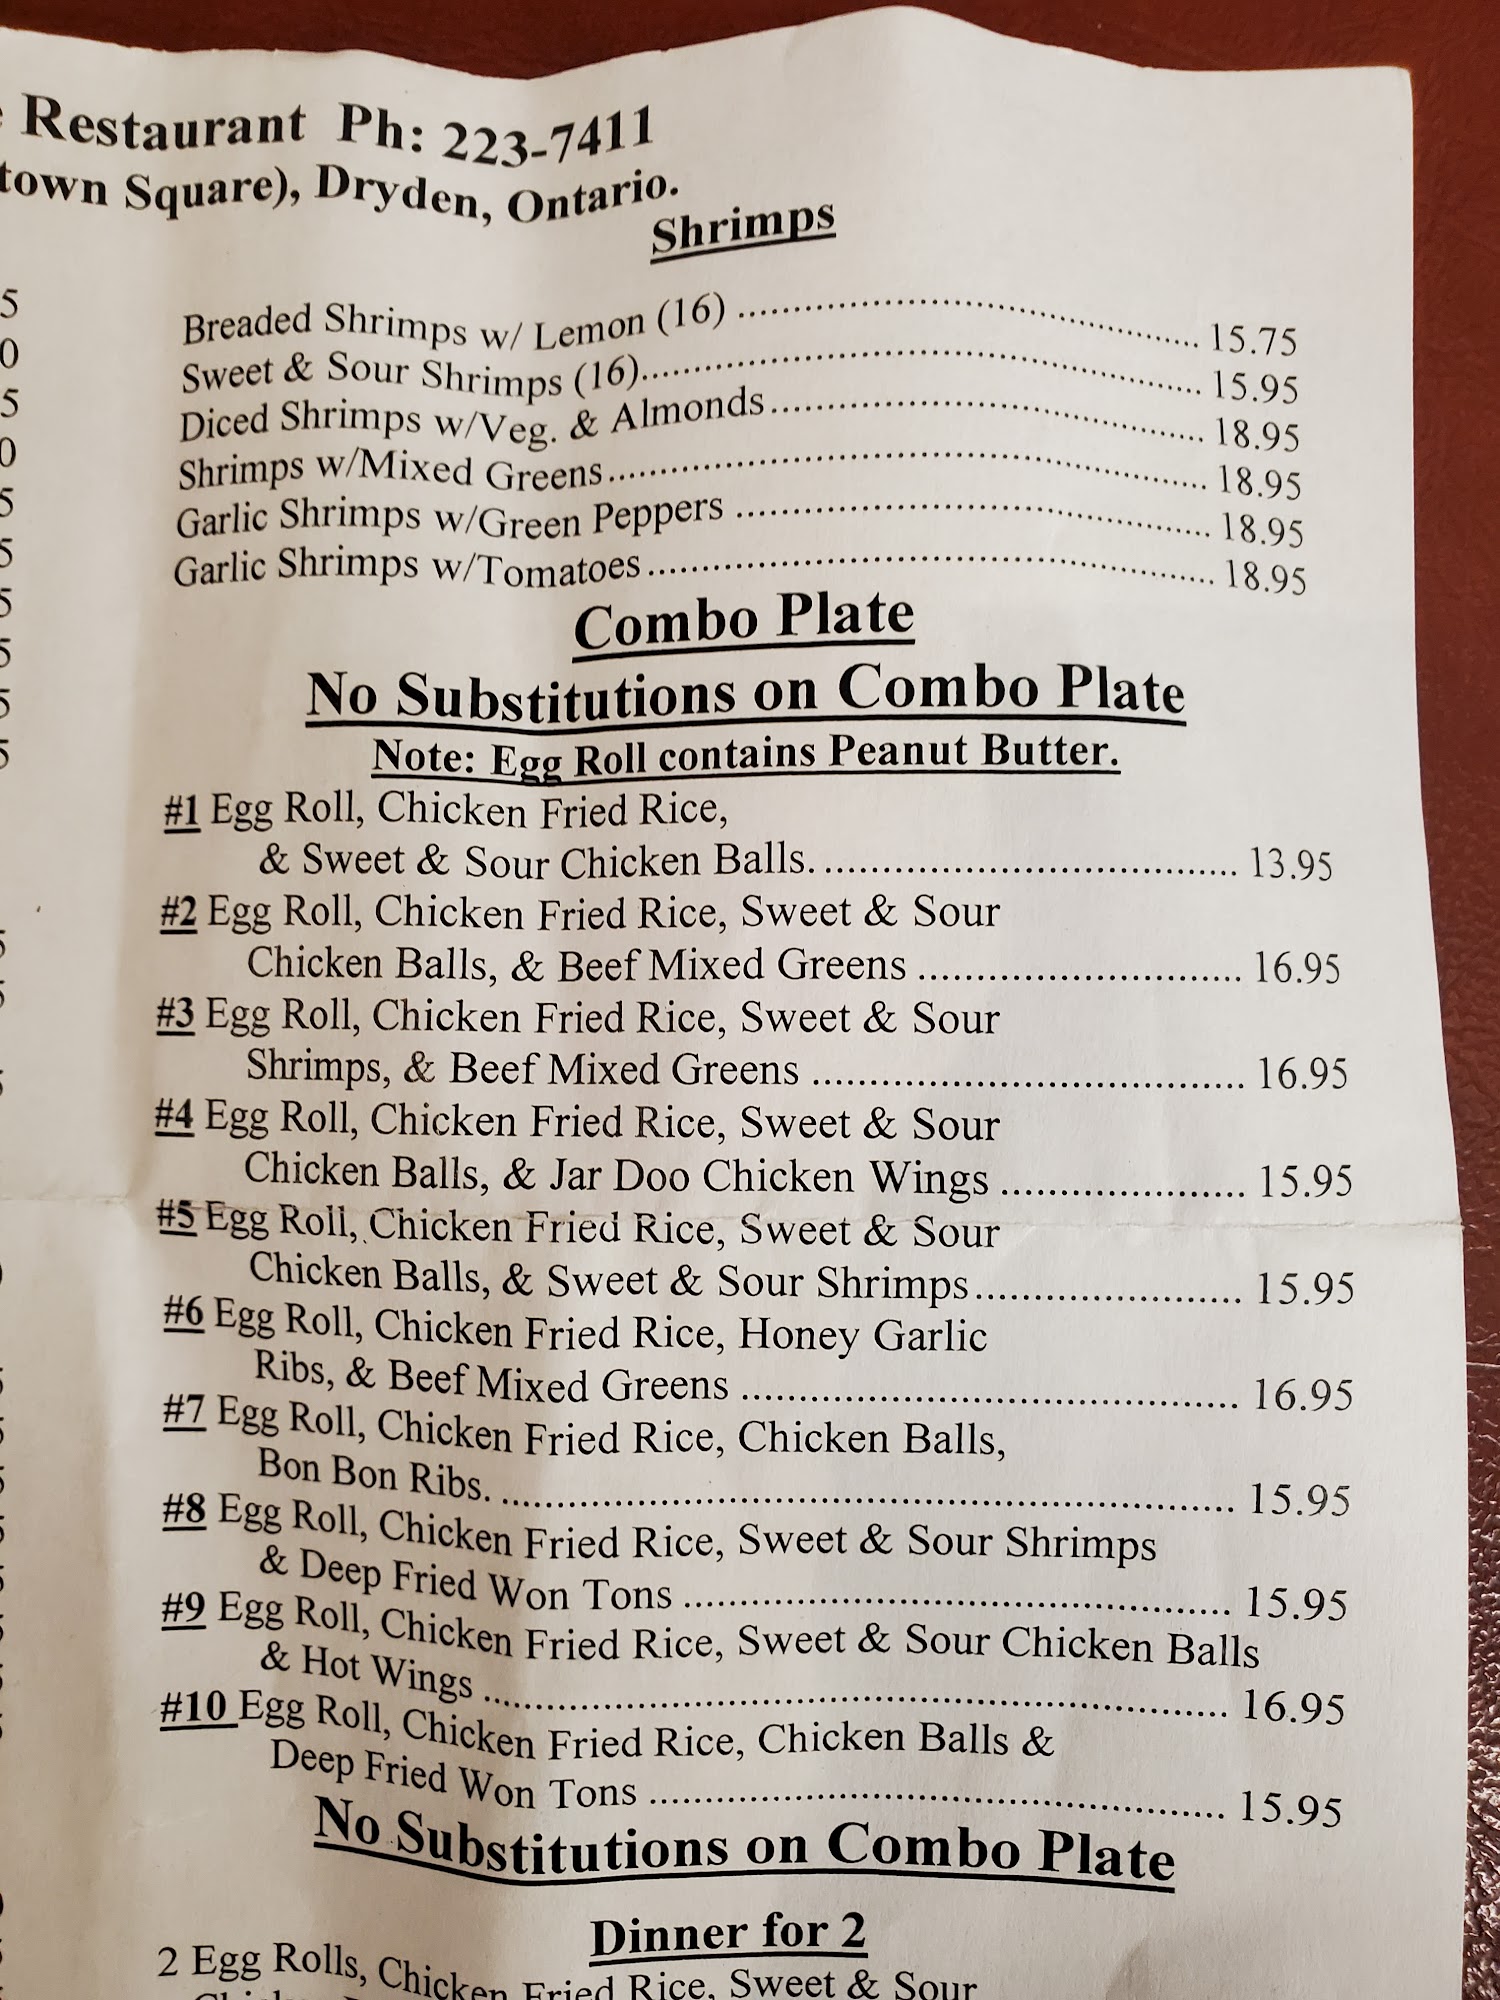 Restaurant Ph: 223-7411
town Square), Dryden, Ontario.
Shrimps
Breaded Shrimps w/ Lemon (16) ........ 15.75
Sweet & Sour Shrimps (16)........ 15.95
Diced Shrimps w/Veg. & Almonds........ 18.95
Shrimps w/Mixed Greens........ 18.95
Garlic Shrimps w/Green Peppers ........ 18.95
Garlic Shrimps w/Tomatoes........ 18.95
Combo Plate
No Substitutions on Combo Plate
Note: Egg Roll contains Peanut Butter.
#1 Egg Roll, Chicken Fried Rice,
& Sweet & Sour Chicken Balls. ........ 13.95
#2 Egg Roll, Chicken Fried Rice, Sweet & Sour
Chicken Balls, & Beef Mixed Greens ........ 16.95
#3 Egg Roll, Chicken Fried Rice, Sweet & Sour
Shrimps, & Beef Mixed Greens ........ 16.95
#4 Egg Roll, Chicken Fried Rice, Sweet & Sour
Chicken Balls, & Jar Doo Chicken Wings ........ 15.95
#5 Egg Roll, Chicken Fried Rice, Sweet & Sour
Chicken Balls, & Sweet & Sour Shrimps........ 15.95
#6 Egg Roll, Chicken Fried Rice, Honey Garlic
Ribs, & Beef Mixed Greens ........ 16.95
#7 Egg Roll, Chicken Fried Rice, Chicken Balls,
Bon Bon Ribs. ........ 15.95
#8 Egg Roll, Chicken Fried Rice, Sweet & Sour Shrimps
& Deep Fried Won Tons ........ 15.95
#9 Egg Roll, Chicken Fried Rice, Sweet & Sour Chicken Balls
& Hot Wings ........ 16.95
#10 Egg Roll, Chicken Fried Rice, Chicken Balls &
Deep Fried Won Tons ........ 15.95
No Substitutions on Combo Plate
Dinner for 2
2 Egg Rolls, Chicken Fried Rice, Sweet & Sour